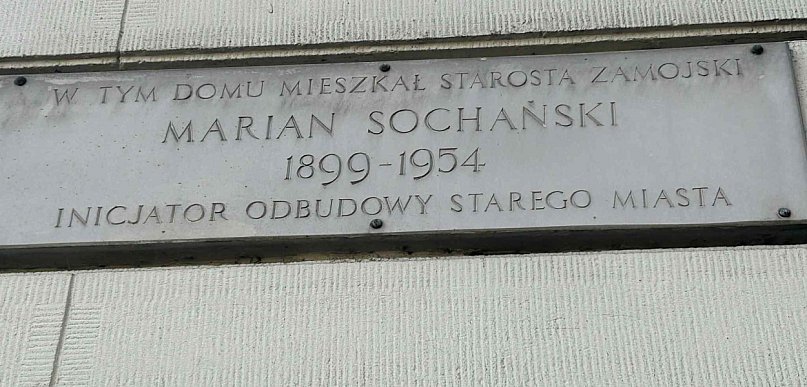 W TYM DOMU MIESZKAŁ STAROSTA ZAMOJSKI
MARIAN SOCHAŃSKI
1899-1954
INICJATOR ODBUDOWY STAREGO MIASTA